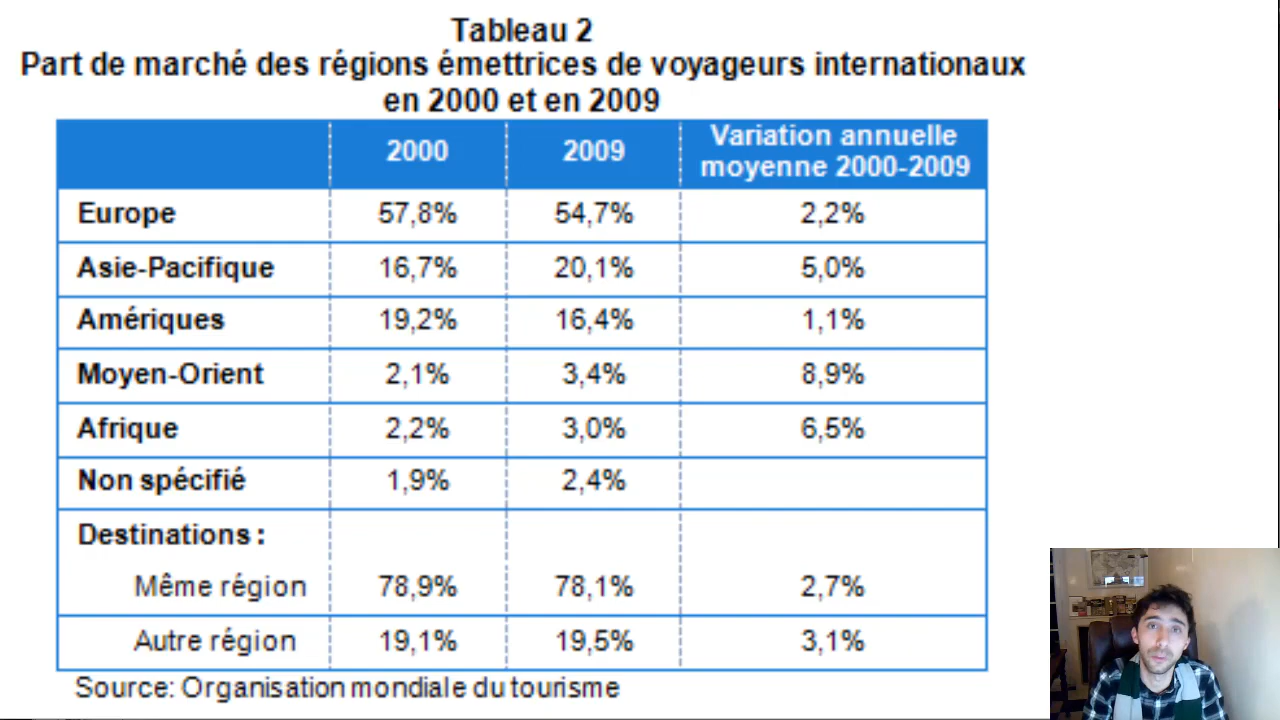 Tableau 2
Part de marché des régions émettrices de voyageurs internationaux
en 2000 et en 2009
2000 2009 Variation annuelle
moyenne 2000-2009
Europe 57,8% 54,7% 2,2%
Asie-Pacifique 16,7% 20,1% 5,0%
Amériques 19,2% 16,4% 1,1%
Moyen-Orient 2,1% 3,4% 8,9%
Afrique 2,2% 3,0% 6,5%
Non spécifié 1,9% 2,4%
Destinations :
Même région 78,9% 78,1% 2,7%
Autre région 19,1% 19,5% 3,1%
Source: Organisation mondiale du tourisme